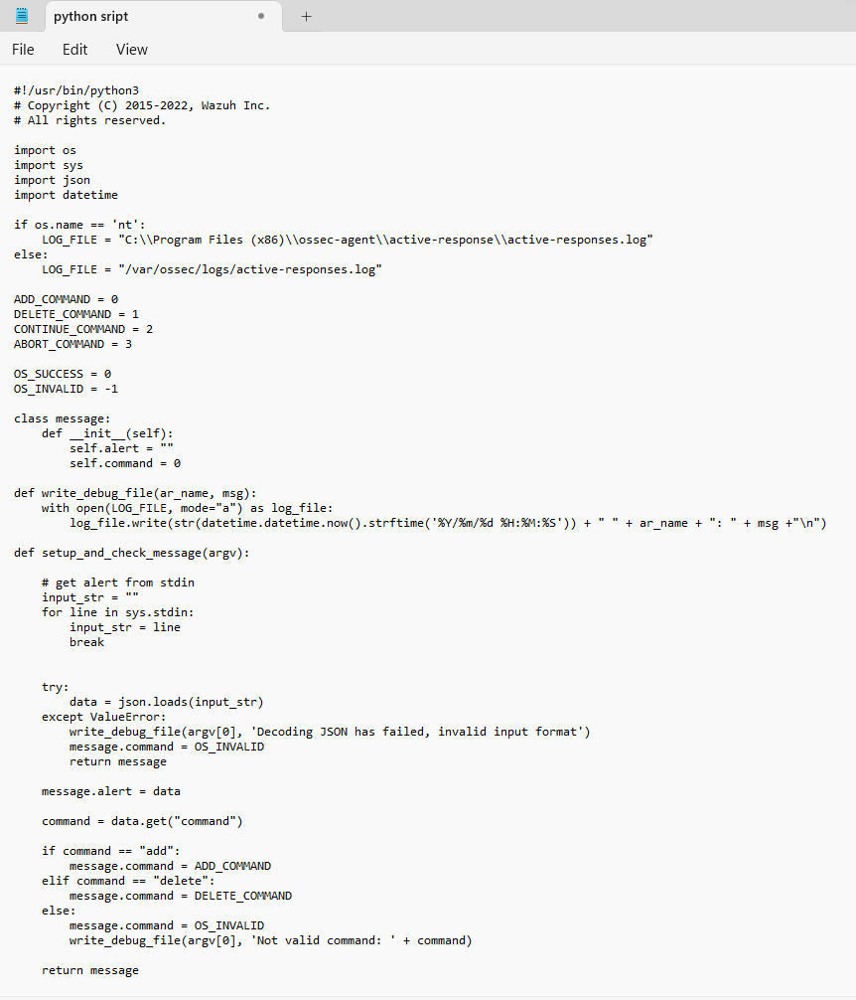 python sript
File Edit View
#!/usr/bin/python3
# Copyright (C) 2015-2022, Wazuh Inc.
# All rights reserved.

import os
import sys
import json
import datetime

if os.name == 'nt':
    LOG_FILE = "C:\\Program Files (x86)\\ossec-agent\\active-response\\active-responses.log"
else:
    LOG_FILE = "/var/ossec/logs/active-responses.log"

ADD_COMMAND = 0
DELETE_COMMAND = 1
CONTINUE_COMMAND = 2
ABORT_COMMAND = 3

OS_SUCCESS = 0
OS_INVALID = -1

class message:
    def __init__(self):
        self.alert = ""
        self.command = 0

def write_debug_file(ar_name, msg):
    with open(LOG_FILE, mode="a") as log_file:
        log_file.write(str(datetime.datetime.now().strftime('%Y/%m/%d %H:%M:%S')) + " " + ar_name + ": " + msg +"\n")

def setup_and_check_message(argv):

    # get alert from stdin
    input_str = ""
    for line in sys.stdin:
        input_str = line
        break


    try:
        data = json.loads(input_str)
    except ValueError:
        write_debug_file(argv[0], 'Decoding JSON has failed, invalid input format')
        message.command = OS_INVALID
        return message

    message.alert = data

    command = data.get("command")

    if command == "add":
        message.command = ADD_COMMAND
    elif command == "delete":
        message.command = DELETE_COMMAND
    else:
        message.command = OS_INVALID
        write_debug_file(argv[0], 'Not valid command: ' + command)

    return message